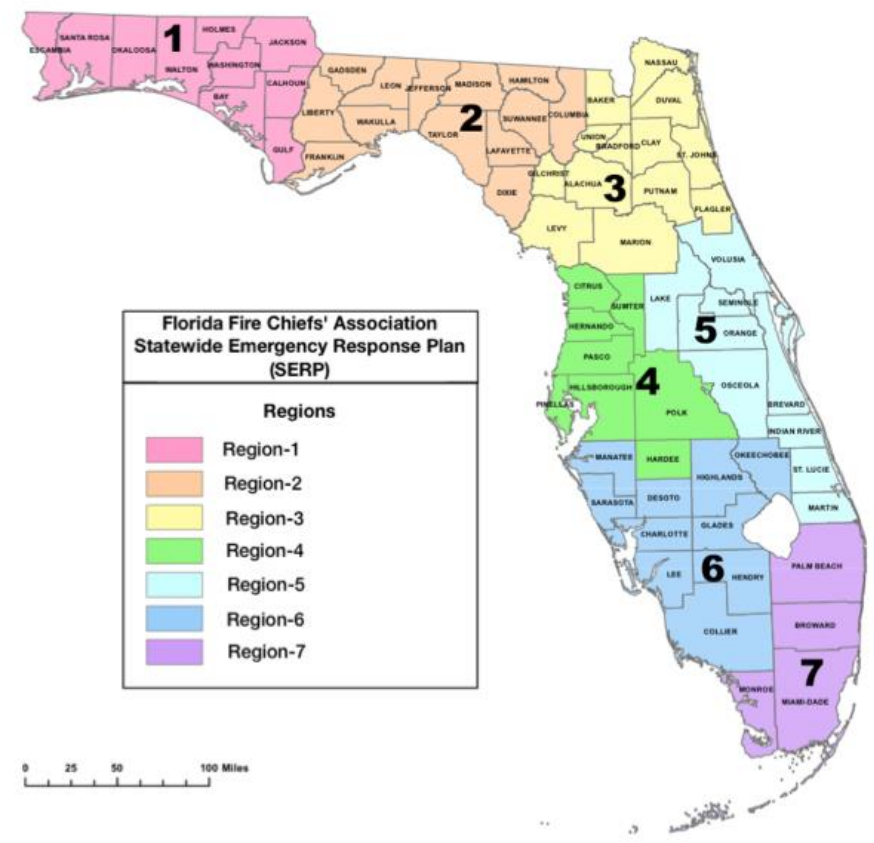 HOLMES
SANTA ROSA
JACKSON
1
ESCAMBIA
OKALOOSA
WASHINGTON
WALTON
CALHOUN
BAY
GULF
GADSDEN
LEON
JEFFERSON
MADISON
HAMILTON
LIBERTY
WAKULLA
2
SUWANNEE
COLUMBIA
TAYLOR
LAFAYETTE
FRANKLIN
DIXIE
NASSAU
BAKER
DUVAL
UNION
BRADFORD
CLAY
ST. JOHNS
GILCHRIST
ALACHUA
3
PUTNAM
FLAGLER
LEVY
MARION
VOLUSIA
CITRUS
SUMTER
LAKE
SEMINOLE
HERNANDO
5
ORANGE
PASCO
HILLSBOROUGH
4
OSCEOLA
PINELLAS
POLK
BREVARD
INDIAN RIVER
MANATEE
HARDEE
OKEECHOBEE
HIGHLANDS
ST. LUCIE
SARASOTA
DESOTO
MARTIN
CHARLOTTE
GLADES
LEE
6
HENDRY
PALM BEACH
COLLIER
BROWARD
7
MONROE
MIAMI-DADE
Florida Fire Chiefs' Association
Statewide Emergency Response Plan
(SERP)
Regions
Region-1
Region-2
Region-3
Region-4
Region-5
Region-6
Region-7
0 25 50 100 Miles